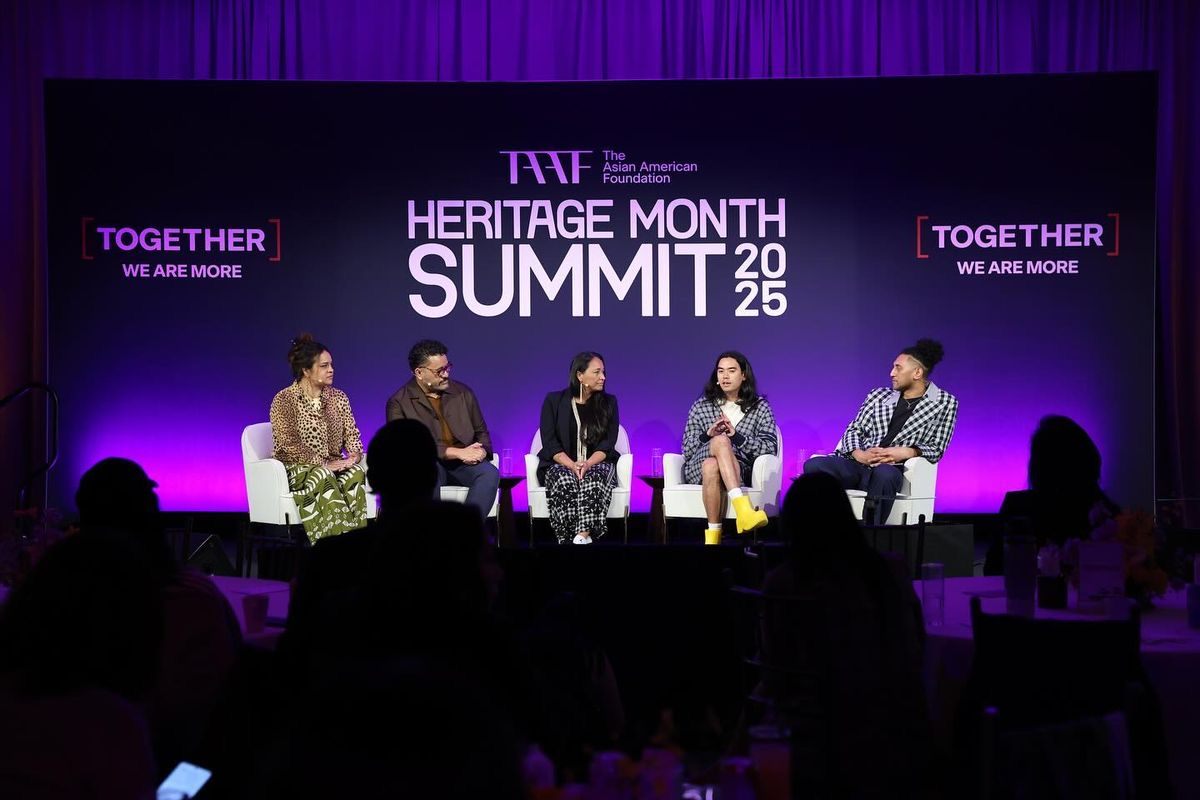 TAAF
The
Asian American
Foundation
HERITAGE MONTH
SUMMIT 20
25
[TOGETHER]
WE ARE MORE
[TOGETHER]
WE ARE MORE